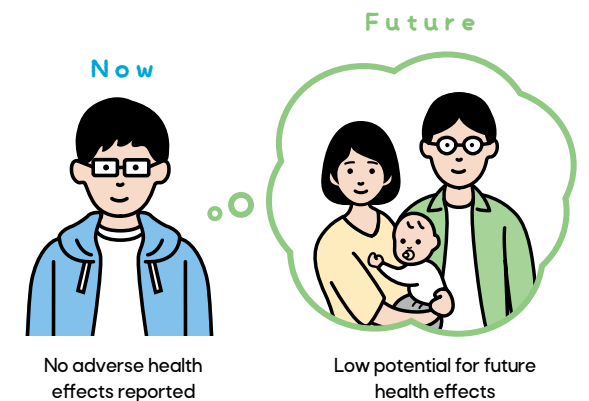 Now
Future
No adverse health
effects reported
Low potential for future
health effects